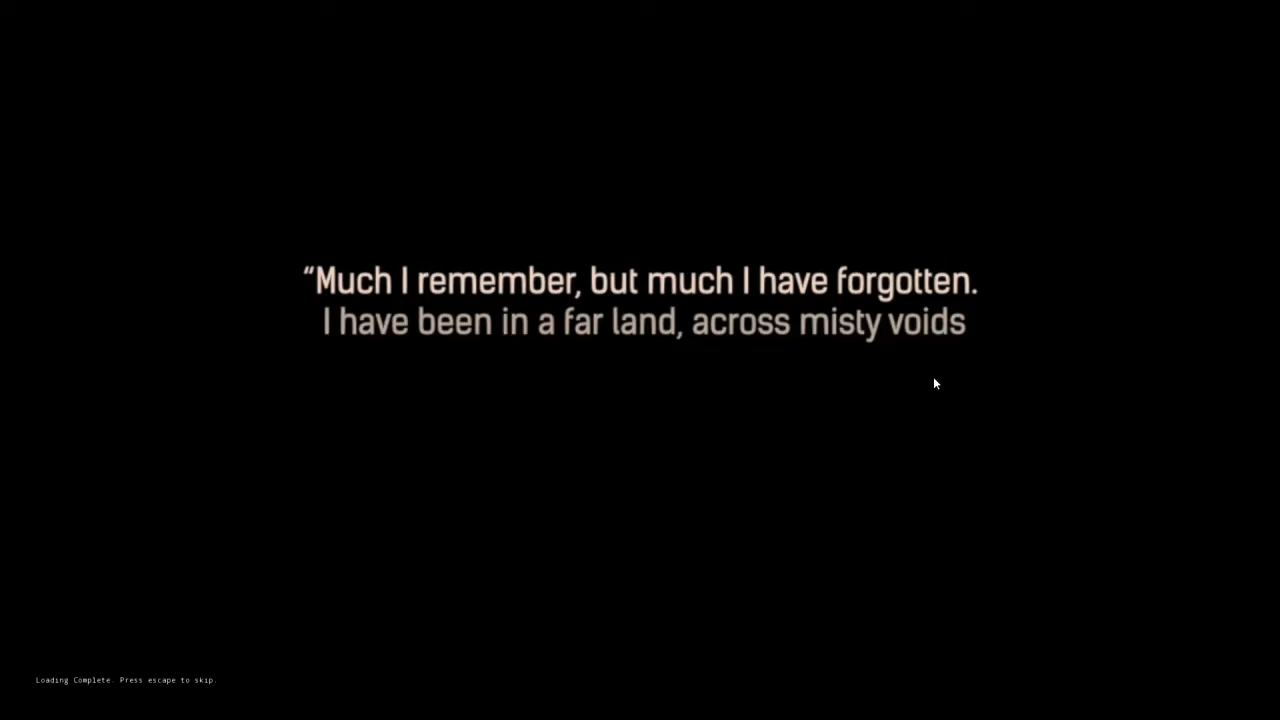 “Much I remember, but much I have forgotten.
I have been in a far land, across misty voids
Loading Complete. Press escape to skip.